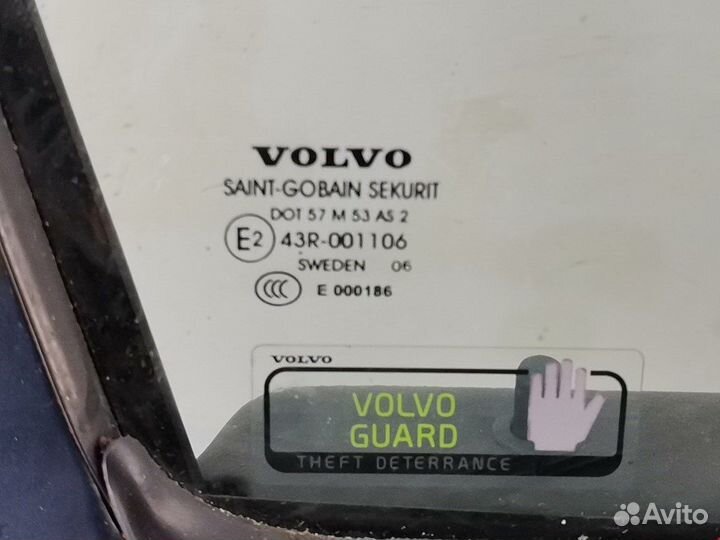 VOLVO
SAINT-GOBAIN SEKURIT
DOT 57 M 53 AS 2
E2 43R-001106
SWEDEN 06
CCC E 000186
VOLVO
VOLVO
GUARD
THEFT DETERRANCE
Avito